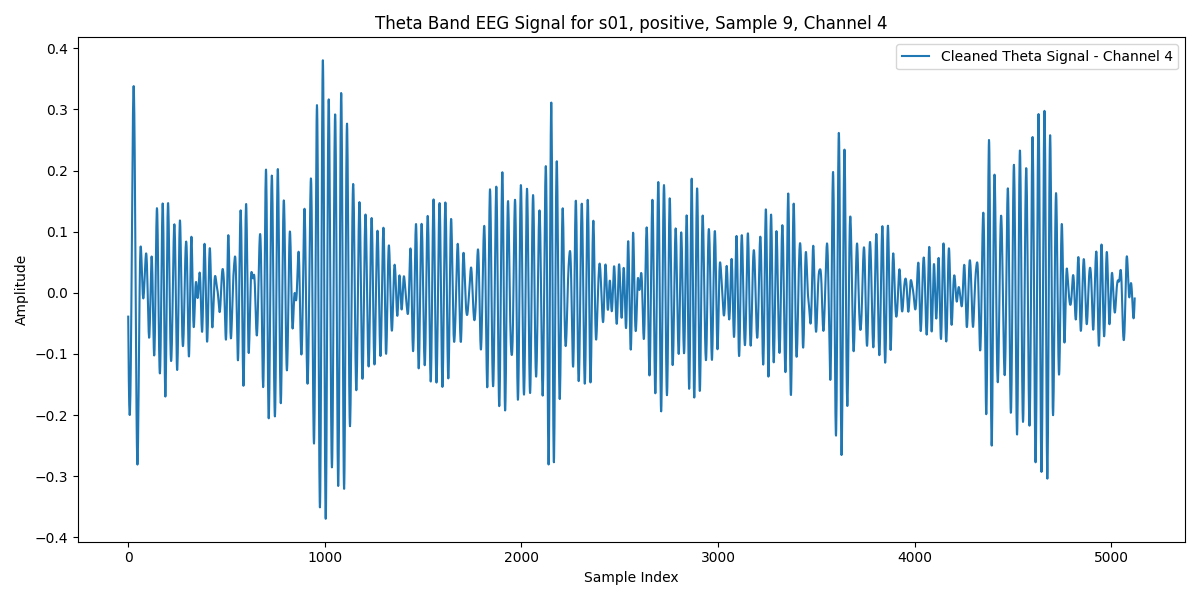 Theta Band EEG Signal for s01, positive, Sample 9, Channel 4
Cleaned Theta Signal - Channel 4
Amplitude
0.4
0.3
0.2
0.1
0.0
−0.1
−0.2
−0.3
−0.4
0 1000 2000 3000 4000 5000
Sample Index